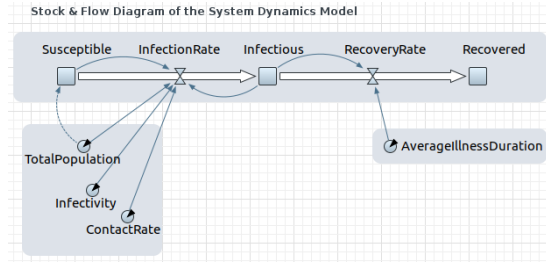 Stock & Flow Diagram of the System Dynamics Model
Susceptible InfectionRate Infectious RecoveryRate Recovered
TotalPopulation
AverageIllnessDuration
Infectivity
ContactRate